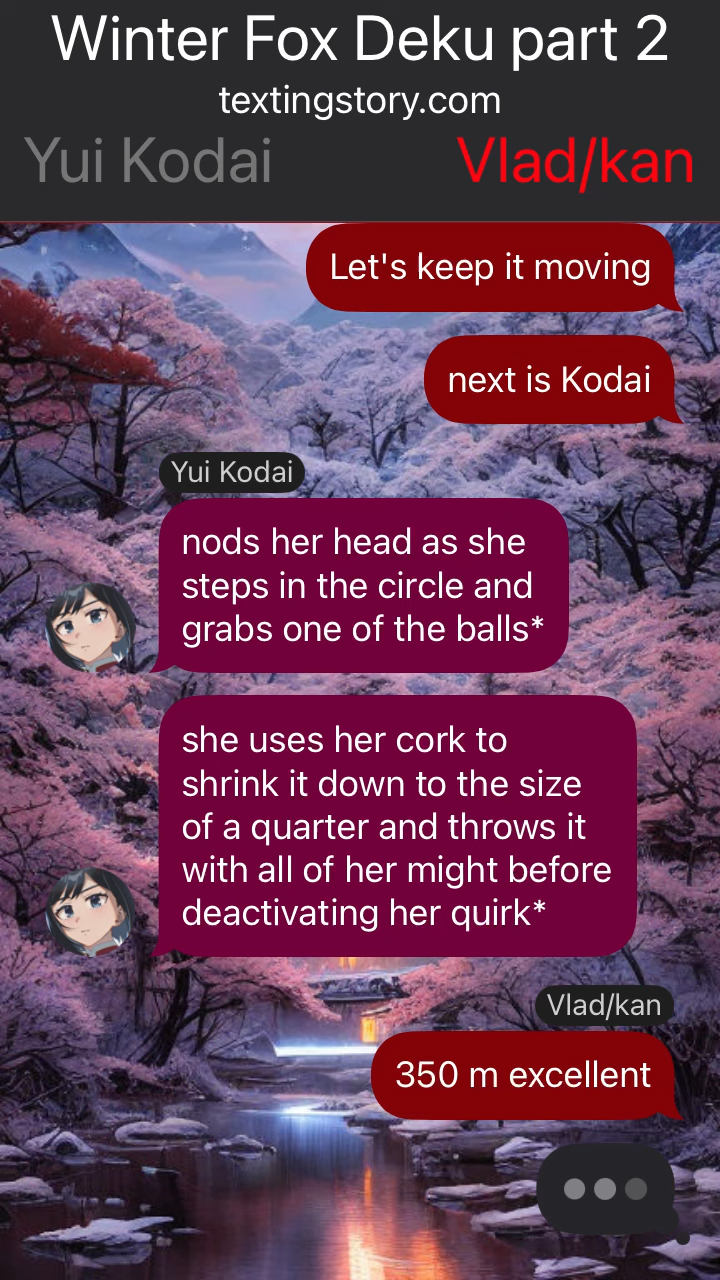 Winter Fox Deku part 2
textingstory.com
Yui Kodai
Vlad/kan
Let's keep it moving
next is Kodai
Yui Kodai
nods her head as she
steps in the circle and
grabs one of the balls*
she uses her cork to
shrink it down to the size
of a quarter and throws it
with all of her might before
deactivating her quirk*
Vlad/kan
350 m excellent